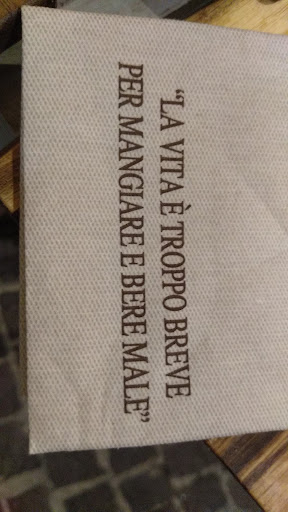 “LA VITA È TROPPO BREVE
PER MANGIARE E BERE MALE”